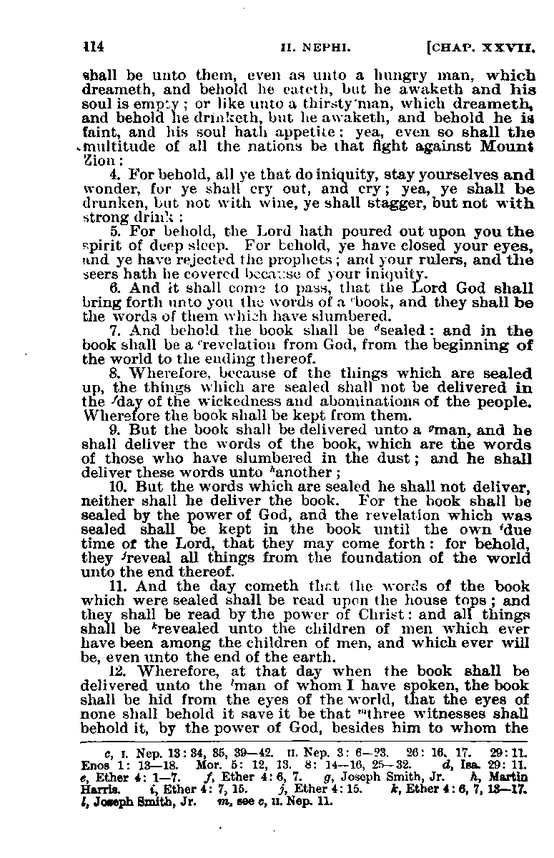 114 II. NEPHI. [CHAP. XXVII.
shall be unto them, even as unto a hungry man, which
dreameth, and behold he eateth, but he awaketh and his
soul is empty ; or like unto a thirsty man, which dreameth,
and behold he drinketh, but he awaketh, and behold he is
faint, and his soul hath appetite : yea, even so shall the
multitude of all the nations be that fight against Mount
Zion :
4. For behold, all ye that do iniquity, stay yourselves and
wonder, for ye shall cry out, and cry ; yea, ye shall be
drunken, but not with wine, ye shall stagger, but not with
strong drink :
5. For behold, the Lord hath poured out upon you the
spirit of deep sleep. For behold, ye have closed your eyes,
and ye have rejected the prophets ; and your rulers, and the
seers hath he covered because of your iniquity.
6. And it shall come to pass, that the Lord God shall
bring forth unto you the words of a ᶜbook, and they shall be
the words of them which have slumbered.
7. And behold the book shall be ᵈsealed : and in the
book shall be a ᵉrevelation from God, from the beginning of
the world to the ending thereof.
8. Wherefore, because of the things which are sealed
up, the things which are sealed shall not be delivered in
the ᶠday of the wickedness and abominations of the people.
Wherefore the book shall be kept from them.
9. But the book shall be delivered unto a ᵍman, and he
shall deliver the words of the book, which are the words
of those who have slumbered in the dust ; and he shall
deliver these words unto ʰanother ;
10. But the words which are sealed he shall not deliver,
neither shall he deliver the book. For the book shall be
sealed by the power of God, and the revelation which was
sealed shall be kept in the book until the own ⁱdue
time of the Lord, that they may come forth : for behold,
they ʲreveal all things from the foundation of the world
unto the end thereof.
11. And the day cometh that the words of the book
which were sealed shall be read upon the house tops ; and
they shall be read by the power of Christ : and all things
shall be ᵏrevealed unto the children of men which ever
have been among the children of men, and which ever will
be, even unto the end of the earth.
12. Wherefore, at that day when the book shall be
delivered unto the ˡman of whom I have spoken, the book
shall be hid from the eyes of the world, that the eyes of
none shall behold it save it be that ᵐthree witnesses shall
behold it, by the power of God, besides him to whom the
c, I. Nep. 13 : 34, 35, 39—42. II. Nep. 3 : 6—23. 26 : 16, 17. 29 : 11.
Enos 1 : 13—18. Mor. 5 : 12, 13. 8 : 14—16, 25—32. d, Isa. 29 : 11.
e, Ether 4 : 1—7. f, Ether 4 : 6, 7. g, Joseph Smith, Jr. h, Martin
Harris. i, Ether 4 : 7, 15. j, Ether 4 : 15. k, Ether 4 : 6, 7, 13—17.
l, Joseph Smith, Jr. m, see c, II. Nep. 11.